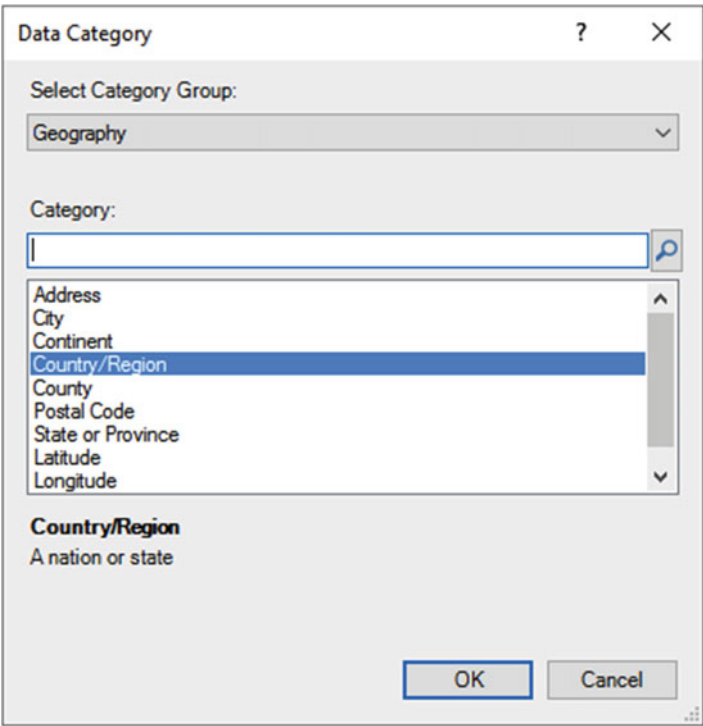 Data Category ?
Select Category Group:
Geography
Category:
Address
City
Continent
Country/Region
County
Postal Code
State or Province
Latitude
Longitude
Country/Region
A nation or state
OK Cancel